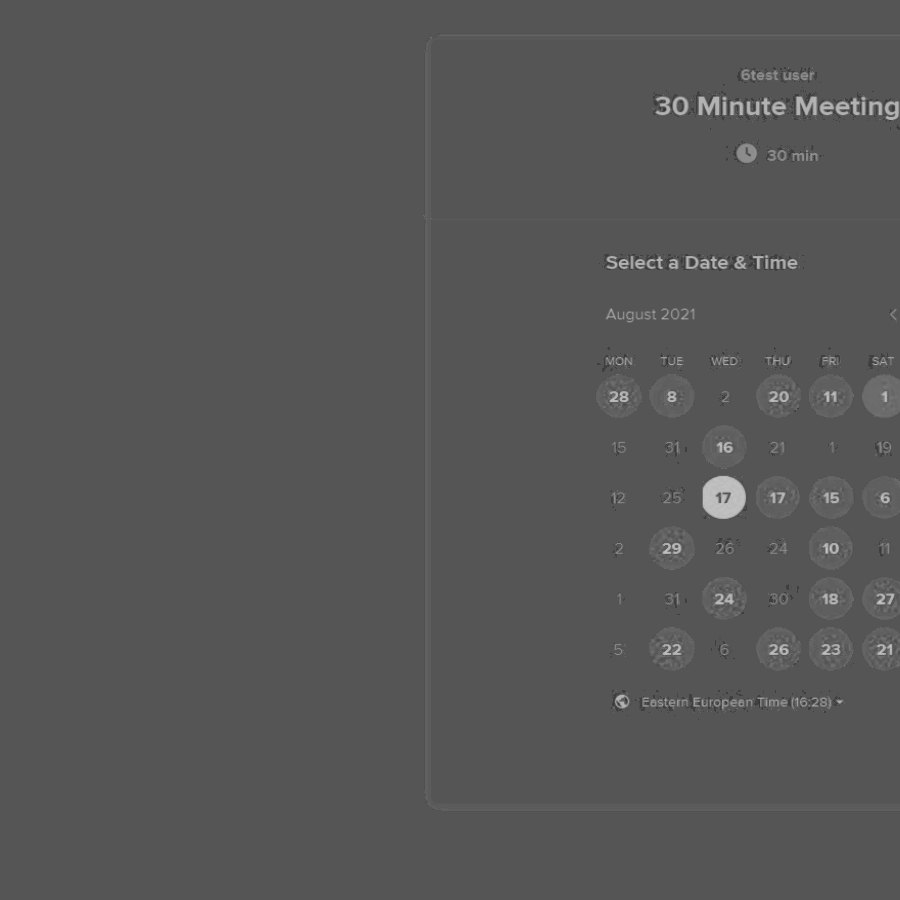 6test user
30 Minute Meeting
30 min
Select a Date & Time
August 2021
MON TUE WED THU FRI SAT
28 8 2 20 11 1
15 31 16 21 1 19
12 25 17 17 15 6
2 29 26 24 10 11
1 31 24 30 18 27
5 22 6 26 23 21
Eastern European Time (16:28)